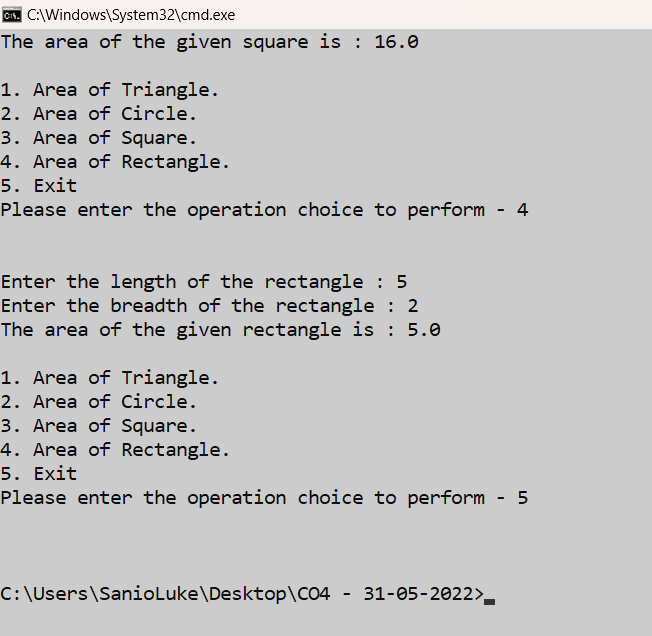 C:\Windows\System32\cmd.exe
The area of the given square is : 16.0
1. Area of Triangle.
2. Area of Circle.
3. Area of Square.
4. Area of Rectangle.
5. Exit
Please enter the operation choice to perform - 4
Enter the length of the rectangle : 5
Enter the breadth of the rectangle : 2
The area of the given rectangle is : 5.0
1. Area of Triangle.
2. Area of Circle.
3. Area of Square.
4. Area of Rectangle.
5. Exit
Please enter the operation choice to perform - 5
C:\Users\SanioLuke\Desktop\CO4 - 31-05-2022>